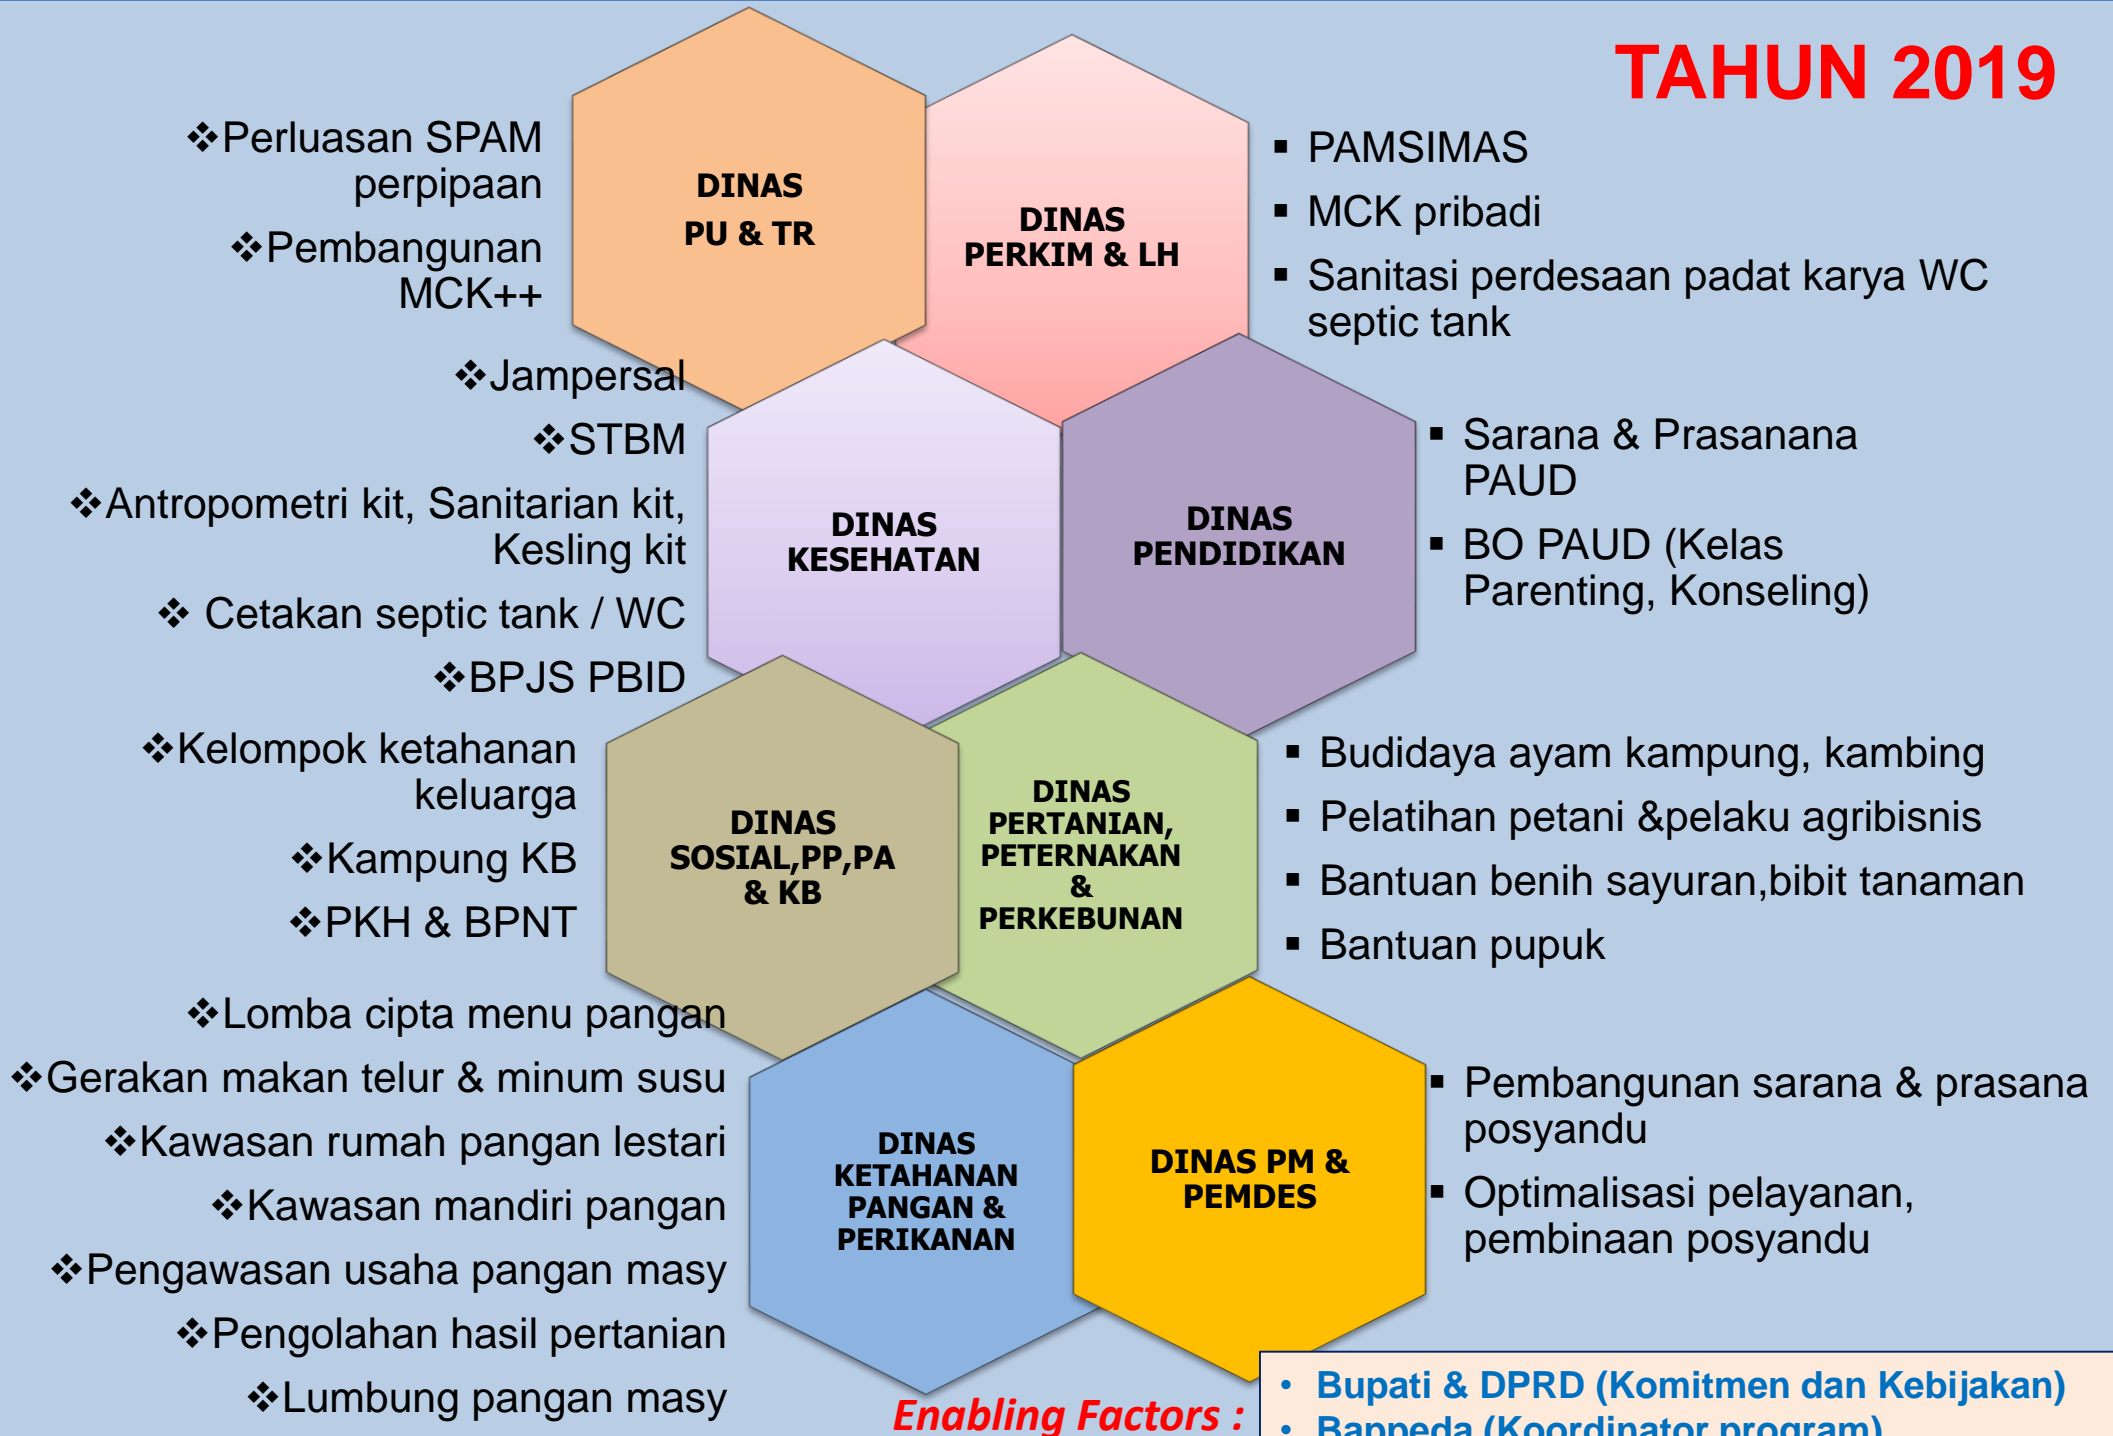 TAHUN 2019
❖Perluasan SPAM
perpipaan
❖Pembangunan
MCK++
DINAS
PU & TR
DINAS
PERKIM & LH
▪ PAMSIMAS
▪ MCK pribadi
▪ Sanitasi perdesaan padat karya WC
septic tank
❖Jampersal
❖STBM
❖Antropometri kit, Sanitarian kit,
Kesling kit
❖ Cetakan septic tank / WC
❖BPJS PBID
DINAS
KESEHATAN
DINAS
PENDIDIKAN
▪ Sarana & Prasanana
PAUD
▪ BO PAUD (Kelas
Parenting, Konseling)
❖Kelompok ketahanan
keluarga
❖Kampung KB
❖PKH & BPNT
DINAS
SOSIAL,PP,PA
& KB
DINAS
PERTANIAN,
PETERNAKAN
&
PERKEBUNAN
▪ Budidaya ayam kampung, kambing
▪ Pelatihan petani &pelaku agribisnis
▪ Bantuan benih sayuran,bibit tanaman
▪ Bantuan pupuk
❖Lomba cipta menu pangan
❖Gerakan makan telur & minum susu
❖Kawasan rumah pangan lestari
❖Kawasan mandiri pangan
❖Pengawasan usaha pangan masy
❖Pengolahan hasil pertanian
❖Lumbung pangan masy
DINAS
KETAHANAN
PANGAN &
PERIKANAN
DINAS PM &
PEMDES
▪ Pembangunan sarana & prasana
posyandu
▪ Optimalisasi pelayanan,
pembinaan posyandu
Enabling Factors :
• Bupati & DPRD (Komitmen dan Kebijakan)
• Bappeda (Koordinator program)